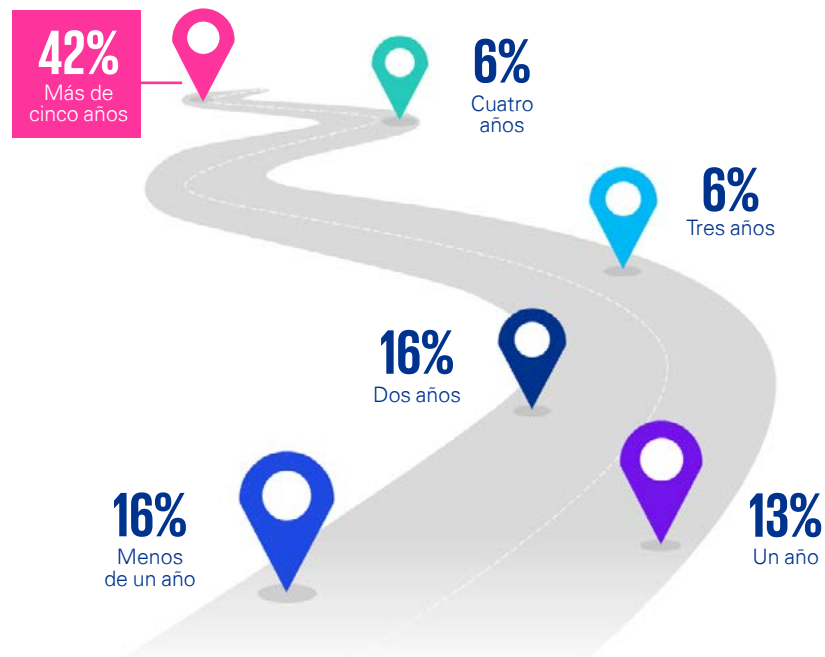 42%
Más de
cinco años
6%
Cuatro
años
6%
Tres años
16%
Dos años
16%
Menos
de un año
13%
Un año